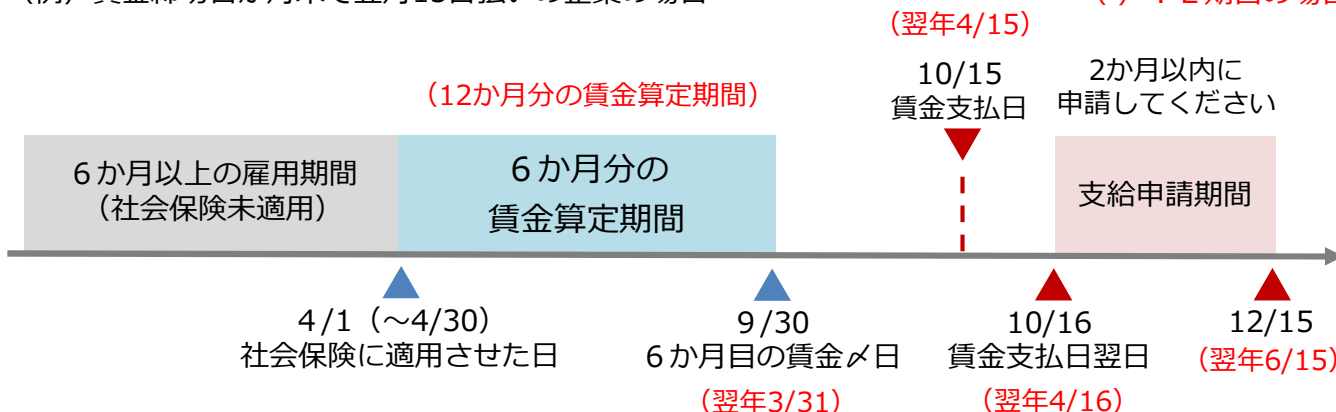 (翌年4/15)
(12か月分の賃金算定期間)
10/15
賃金支払日
2か月以内に
申請してください
6か月以上の雇用期間
(社会保険未適用)
6か月分の
賃金算定期間
支給申請期間
4/1(~4/30)
社会保険に適用させた日
9/30
6か月目の賃金〆日
(翌年3/31)
10/16
賃金支払日翌日
(翌年4/16)
12/15
(翌年6/15)